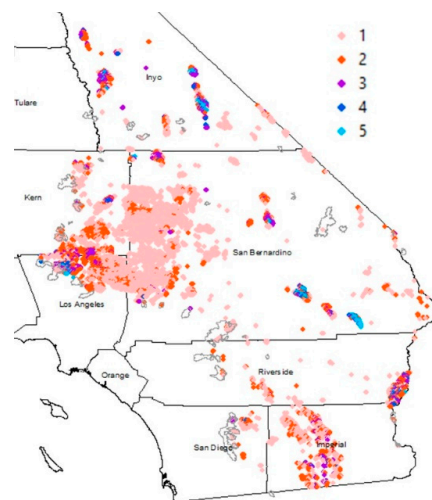 1
2
3
4
5
Inyo
Tulare
Kern
San Bernardino
Los Angeles
Orange
Riverside
San Diego
Imperial